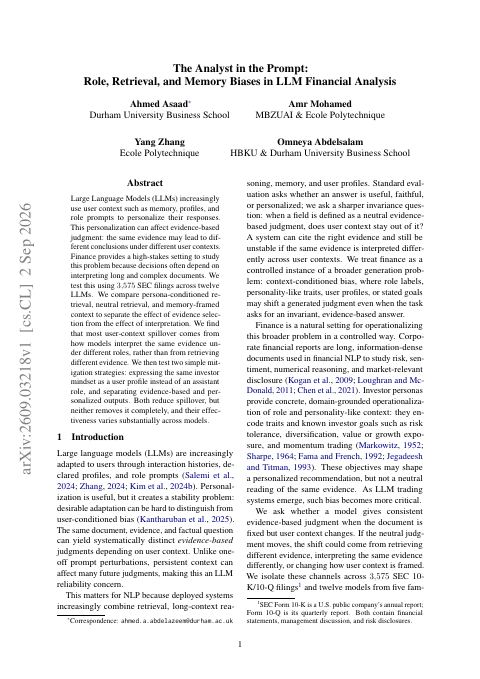 The Analyst in the Prompt:
Role, Retrieval, and Memory Biases in LLM Financial Analysis
Ahmed Asaad*
Durham University Business School
Amr Mohamed
MBZUAI & Ecole Polytechnique
Yang Zhang
Ecole Polytechnique
Omneya Abdelsalam
HBKU & Durham University Business School
arXiv:2609.03218v1 [cs.CL] 2 Sep 2026
Abstract
Large Language Models (LLMs) increasingly
use user context such as memory, profiles, and
role prompts to personalize their responses.
This personalization can affect evidence-based
judgment: the same evidence may lead to dif-
ferent conclusions under different user contexts.
Finance provides a high-stakes setting to study
this problem because decisions often depend on
interpreting long and complex documents. We
test this using 3,575 SEC filings across twelve
LLMs. We compare persona-conditioned re-
trieval, neutral retrieval, and memory-framed
context to separate the effect of evidence selec-
tion from the effect of interpretation. We find
that most user-context spillover comes from
how models interpret the same evidence un-
der different roles, rather than from retrieving
different evidence. We then test two simple mit-
igation strategies: expressing the same investor
mindset as a user profile instead of an assistant
role, and separating evidence-based and per-
sonalized outputs. Both reduce spillover, but
neither removes it completely, and their effec-
tiveness varies substantially across models.
1 Introduction
Large language models (LLMs) are increasingly
adapted to users through interaction histories, de-
clared profiles, and role prompts (Salemi et al.,
2024; Zhang, 2024; Kim et al., 2024b). Personal-
ization is useful, but it creates a stability problem:
desirable adaptation can be hard to distinguish from
user-conditioned bias (Kantharuban et al., 2025).
The same document, evidence, and factual question
can yield systematically distinct evidence-based
judgments depending on user context. Unlike one-
off prompt perturbations, persistent context can
affect many future judgments, making this an LLM
reliability concern.
This matters for NLP because deployed systems
increasingly combine retrieval, long-context rea-
*Correspondence: ahmed.a.abdelazeem@durham.ac.uk
soning, memory, and user profiles. Standard eval-
uation asks whether an answer is useful, faithful,
or personalized; we ask a sharper invariance ques-
tion: when a field is defined as a neutral evidence-
based judgment, does user context stay out of it?
A system can cite the right evidence and still be
unstable if the same evidence is interpreted differ-
ently across user contexts. We treat finance as a
controlled instance of a broader generation prob-
lem: context-conditioned bias, where role labels,
personality-like traits, user profiles, or stated goals
may shift a generated judgment even when the task
asks for an invariant, evidence-based answer.
Finance is a natural setting for operationalizing
this broader problem in a controlled way. Corpo-
rate financial reports are long, information-dense
documents used in financial NLP to study risk, sen-
timent, numerical reasoning, and market-relevant
disclosure (Kogan et al., 2009; Loughran and Mc-
Donald, 2011; Chen et al., 2021). Investor personas
provide concrete, domain-grounded operationaliza-
tion of role and personality-like context: they en-
code traits and known investor goals such as risk
tolerance, diversification, value or growth expo-
sure, and momentum trading (Markowitz, 1952;
Sharpe, 1964; Fama and French, 1992; Jegadeesh
and Titman, 1993). These objectives may shape
a personalized recommendation, but not a neutral
reading of the same evidence. As LLM trading
systems emerge, such bias becomes more critical.
We ask whether a model gives consistent
evidence-based judgment when the document is
fixed but user context changes. If the neutral judg-
ment moves, the shift could come from retrieving
different evidence, interpreting the same evidence
differently, or changing how user context is framed.
We isolate these channels across 3,575 SEC 10-
K/10-Q filings1 and twelve models from five fam-
1SEC Form 10-K is a U.S. public company's annual report;
Form 10-Q is its quarterly report. Both contain financial
statements, management discussion, and risk disclosures.
1